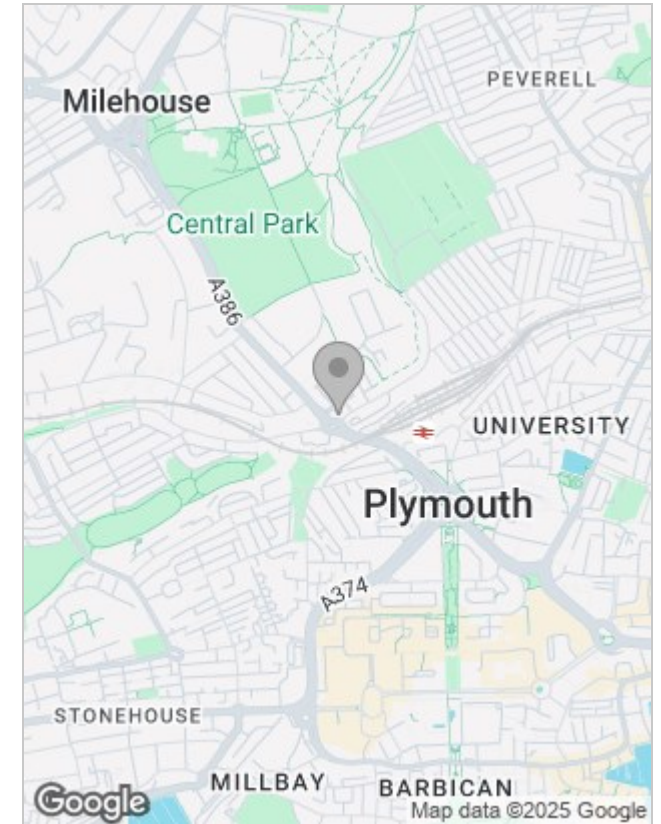 PEVERELL
Milehouse
Central Park
A386
UNIVERSITY
Plymouth
A374
STONEHOUSE
MILLBAY
BARBICAN
Google
Map data ©2025 Google